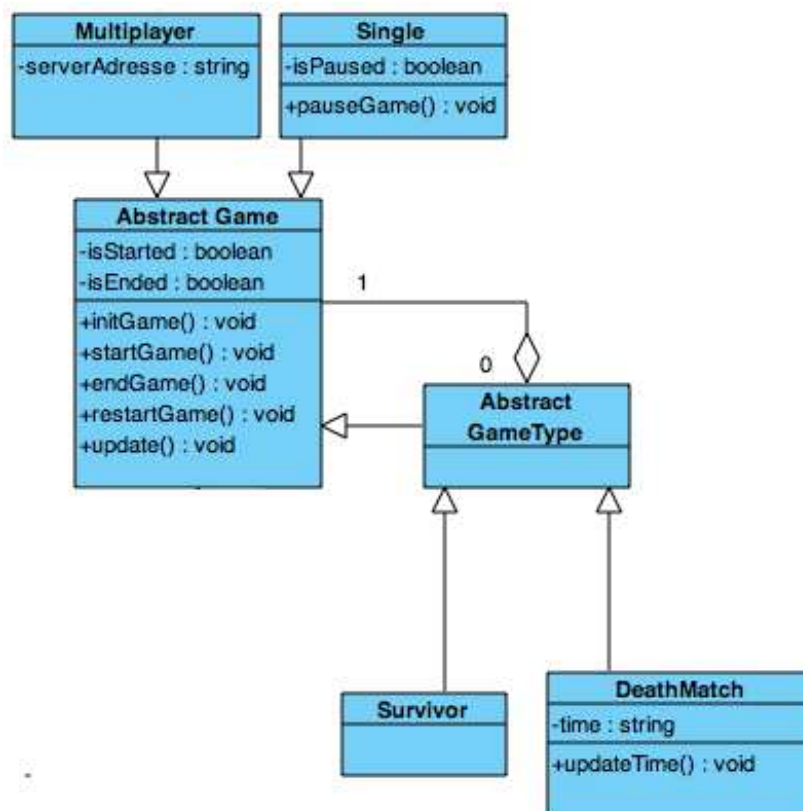 Multiplayer
-serverAdresse : string
Single
-isPaused : boolean
+pauseGame() : void
Abstract Game
-isStarted : boolean
-isEnded : boolean
+initGame() : void
+startGame() : void
+endGame() : void
+restartGame() : void
+update() : void
1
0
Abstract
GameType
Survivor
DeathMatch
-time : string
+updateTime() : void